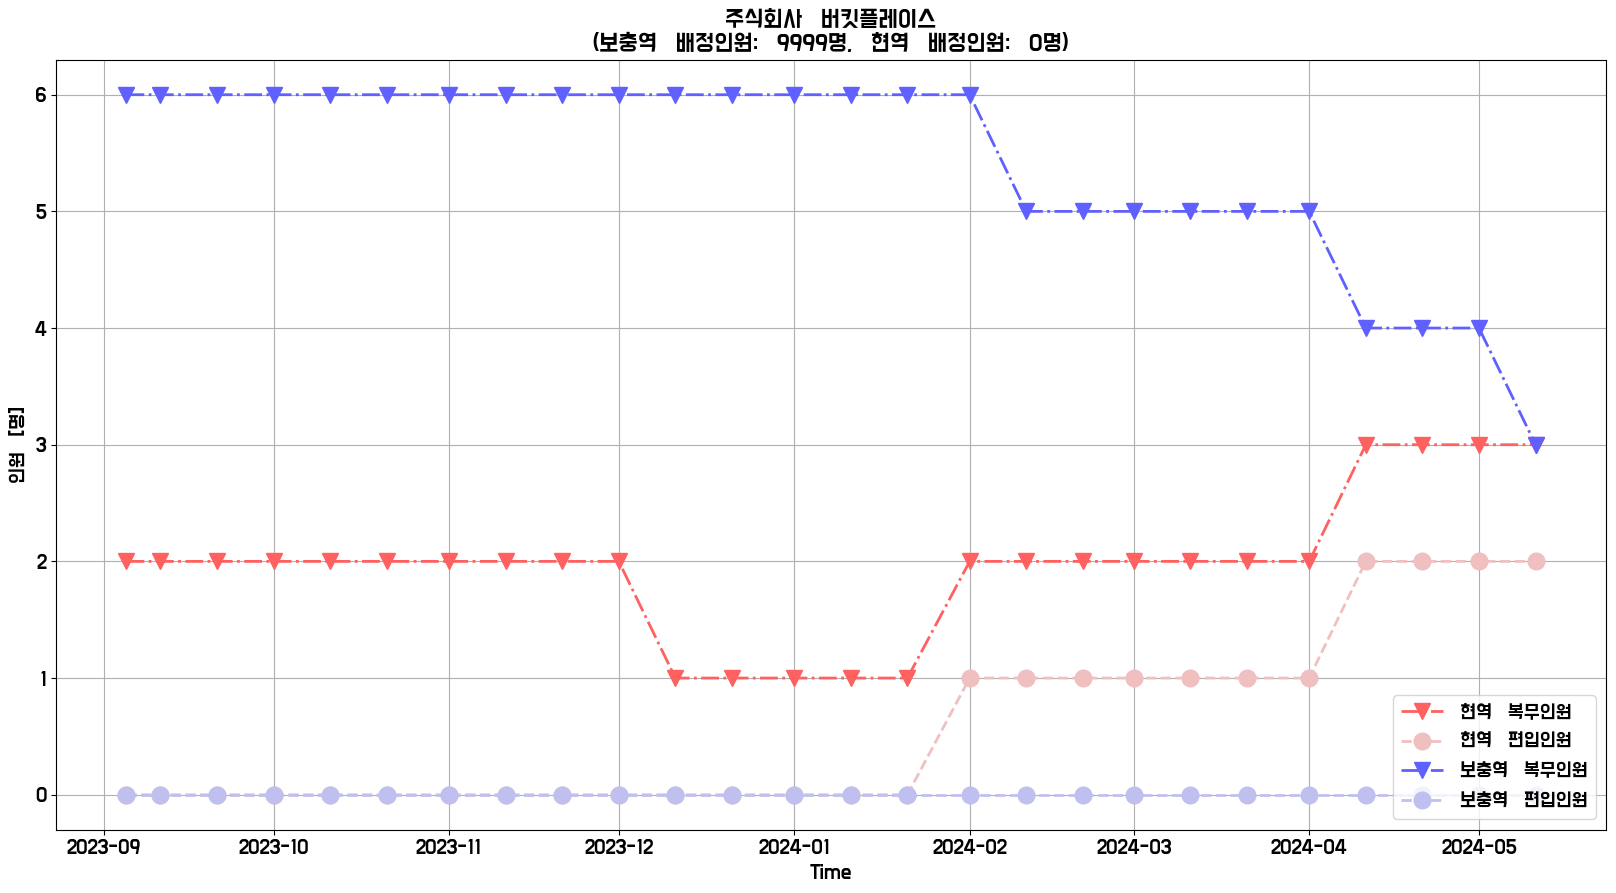 주식회사 버킷플레이스
(보충역 배정인원: 9999명, 현역 배정인원: 0명)
인원 [명]
6
5
4
3
2
1
0
현역 복무인원
현역 편입인원
보충역 복무인원
보충역 편입인원
2023-09 2023-10 2023-11 2023-12 2024-01 2024-02 2024-03 2024-04 2024-05
Time